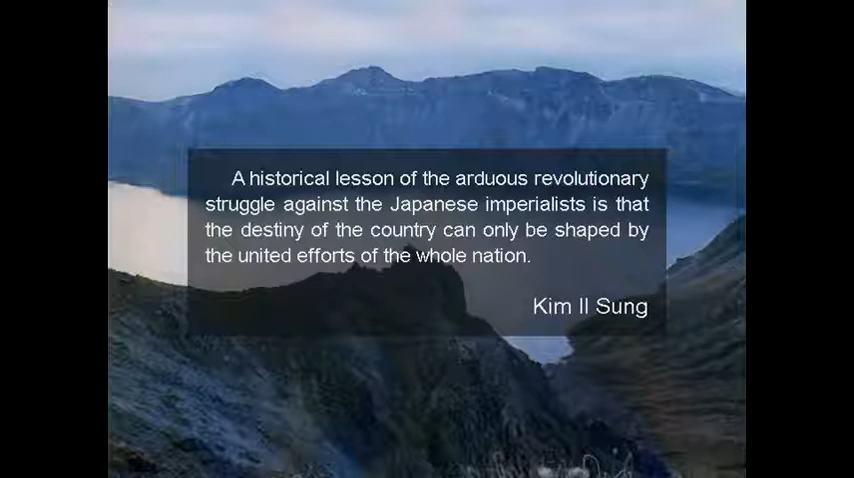 A historical lesson of the arduous revolutionary
struggle against the Japanese imperialists is that
the destiny of the country can only be shaped by
the united efforts of the whole nation.
Kim Il Sung